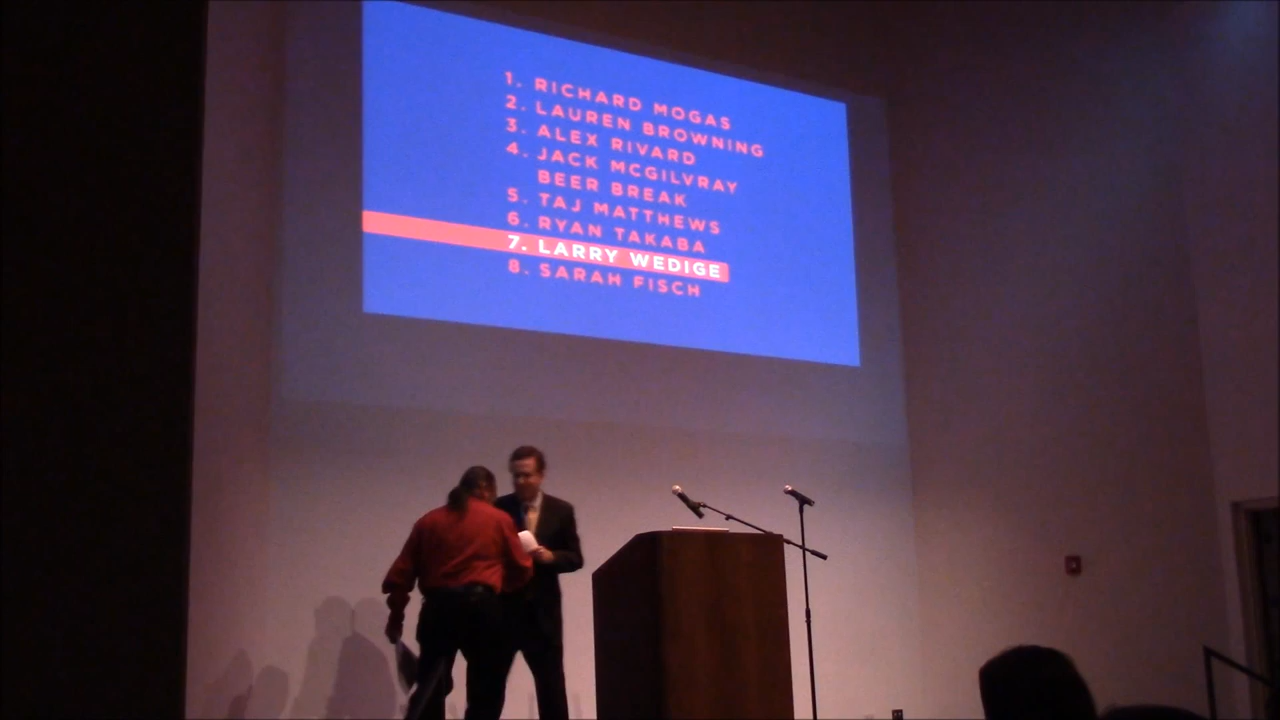 1. RICHARD MOGAS
2. LAUREN BROWNING
3. ALEX RIVARD
4. JACK MCGILVRAY
BEER BREAK
5. TAJ MATTHEWS
6. RYAN TAKABA
7. LARRY WEDIGE
8. SARAH FISCH